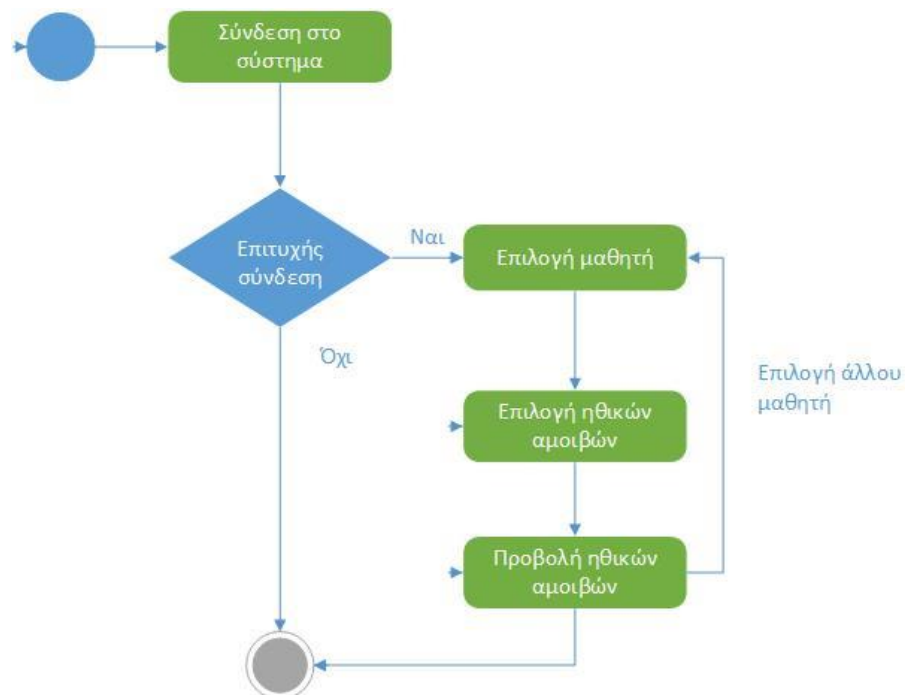 Σύνδεση στο
σύστημα
Επιτυχής
σύνδεση
Ναι
Επιλογή μαθητή
Όχι
Επιλογή άλλου
μαθητή
Επιλογή ηθικών
αμοιβών
Προβολή ηθικών
αμοιβών